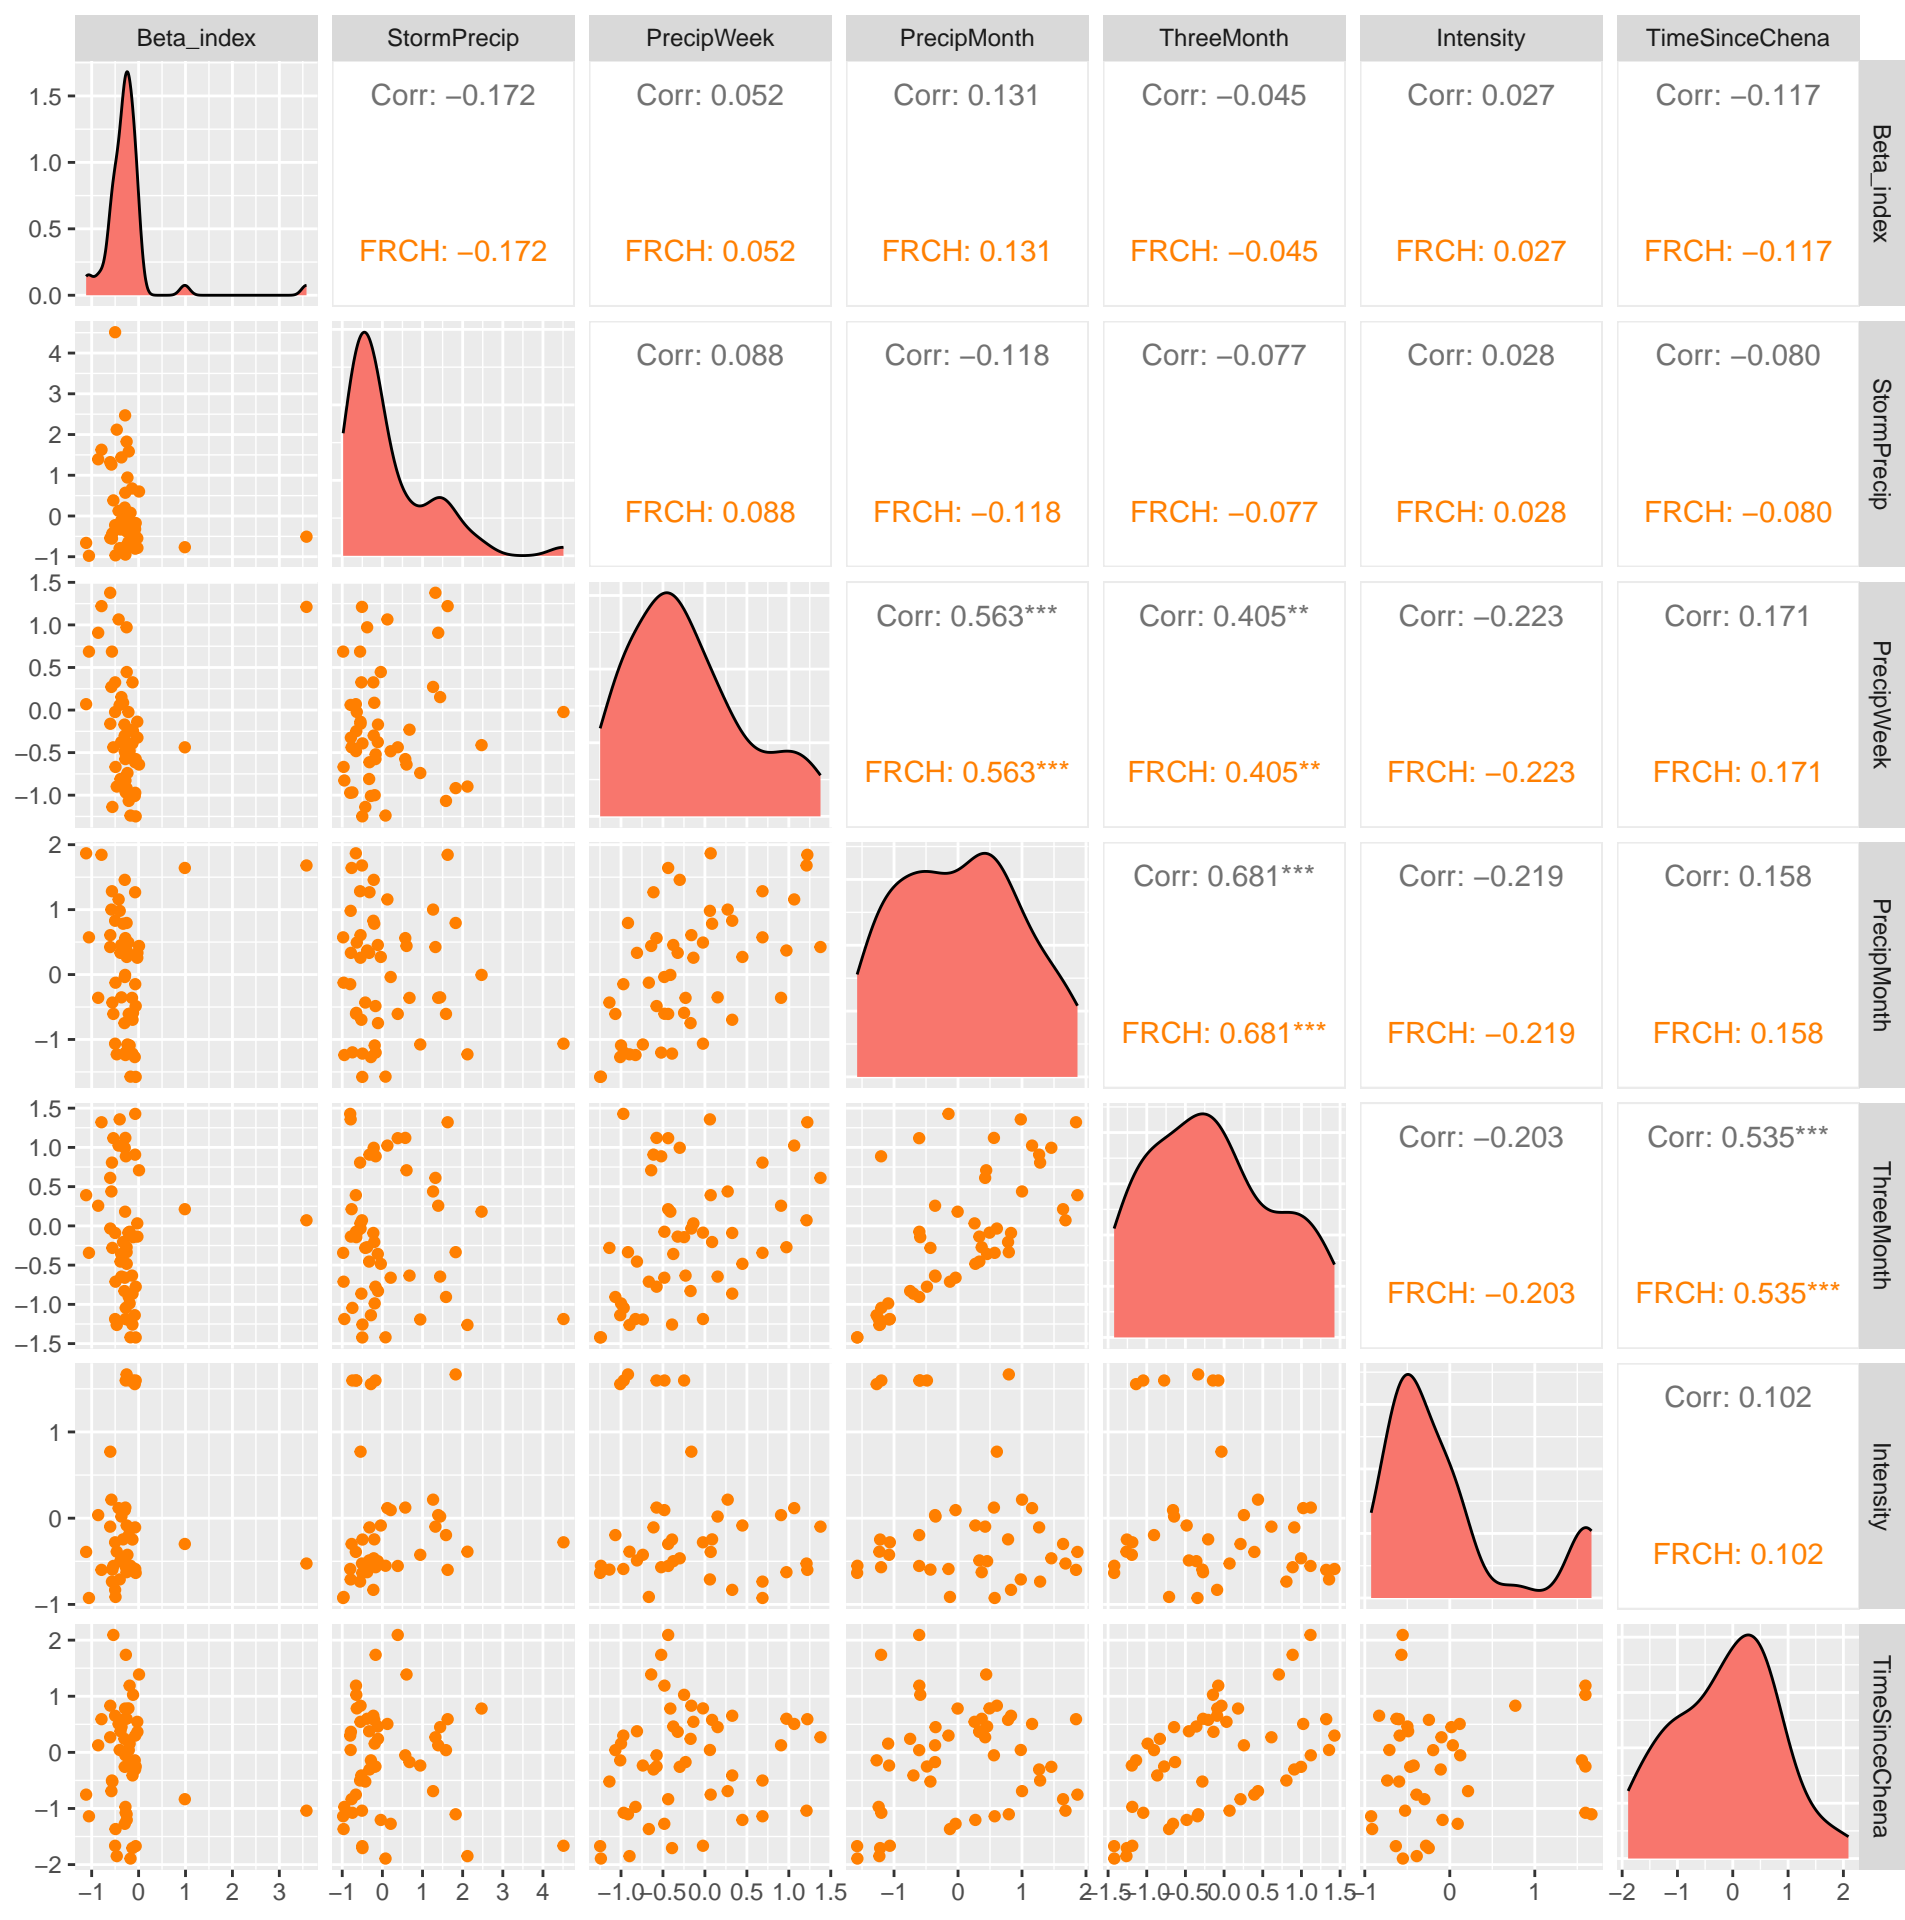 Beta_index StormPrecip PrecipWeek PrecipMonth ThreeMonth Intensity TimeSinceChena
1.5
1.0
0.5
0.0
Corr: −0.172 Corr: 0.052 Corr: 0.131 Corr: −0.045 Corr: 0.027 Corr: −0.117
FRCH: −0.172 FRCH: 0.052 FRCH: 0.131 FRCH: −0.045 FRCH: 0.027 FRCH: −0.117
Beta_index
4
3
2
1
0
−1
Corr: 0.088 Corr: −0.118 Corr: −0.077 Corr: 0.028 Corr: −0.080
FRCH: 0.088 FRCH: −0.118 FRCH: −0.077 FRCH: 0.028 FRCH: −0.080
StormPrecip
1.5
1.0
0.5
0.0
−0.5
−1.0
Corr: 0.563*** Corr: 0.405** Corr: −0.223 Corr: 0.171
FRCH: 0.563*** FRCH: 0.405** FRCH: −0.223 FRCH: 0.171
PrecipWeek
2
1
0
−1
Corr: 0.681*** Corr: −0.219 Corr: 0.158
FRCH: 0.681*** FRCH: −0.219 FRCH: 0.158
PrecipMonth
1.5
1.0
0.5
0.0
−0.5
−1.0
−1.5
Corr: −0.203 Corr: 0.535***
FRCH: −0.203 FRCH: 0.535***
ThreeMonth
1
0
−1
Corr: 0.102
FRCH: 0.102
Intensity
2
1
0
−1
−2
TimeSinceChena
−1 0 1 2 3 −1 0 1 2 3 4 −1.0 −0.5 0.0 0.5 1.0 1.5 −1 0 1 2 −1.5 −1.0 −0.5 0.0 0.5 1.0 1.5 −1 0 1 −2 −1 0 1 2